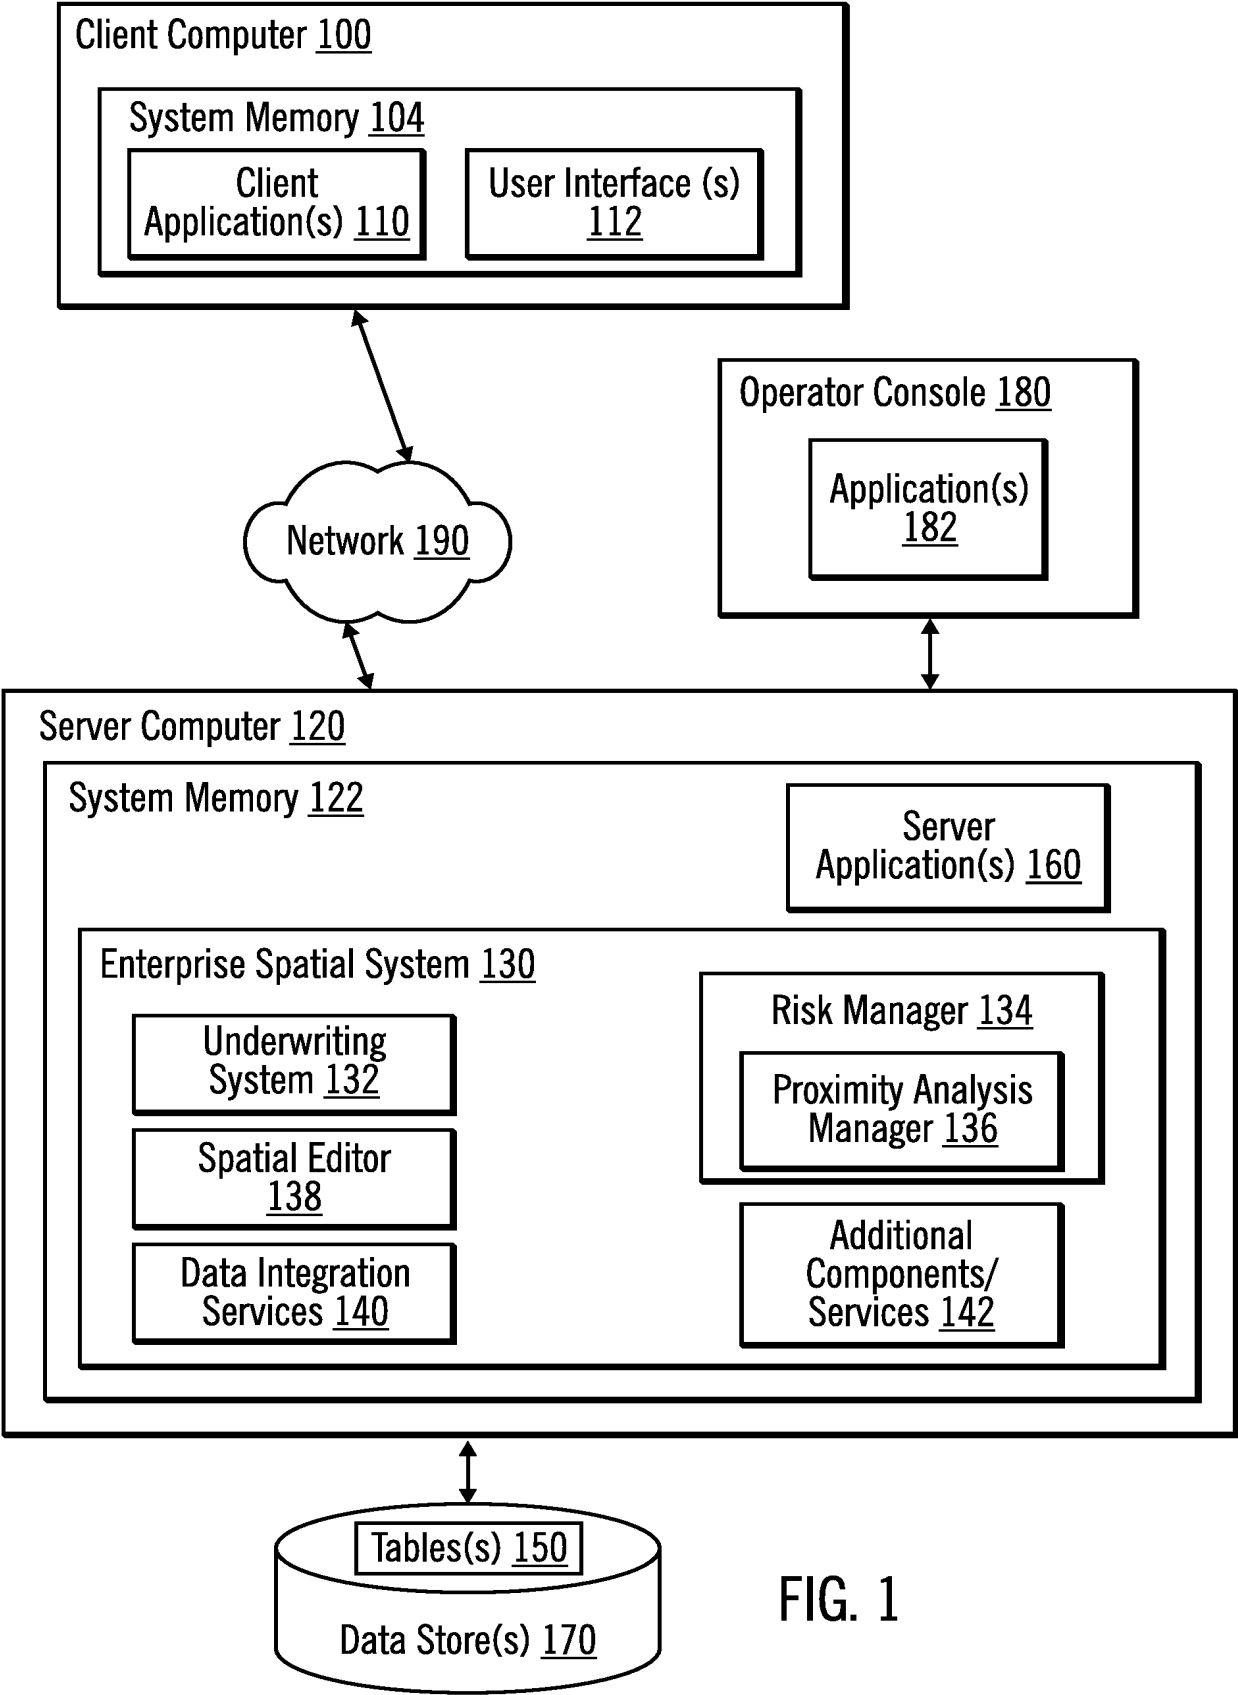 Client Computer 100
System Memory 104
Client
Application(s) 110
User Interface (s)
112
Operator Console 180
Application(s)
182
Network 190
Server Computer 120
System Memory 122
Server
Application(s) 160
Enterprise Spatial System 130
Underwriting
System 132
Spatial Editor
138
Data Integration
Services 140
Risk Manager 134
Proximity Analysis
Manager 136
Additional
Components/
Services 142
Tables(s) 150
Data Store(s) 170
FIG. 1